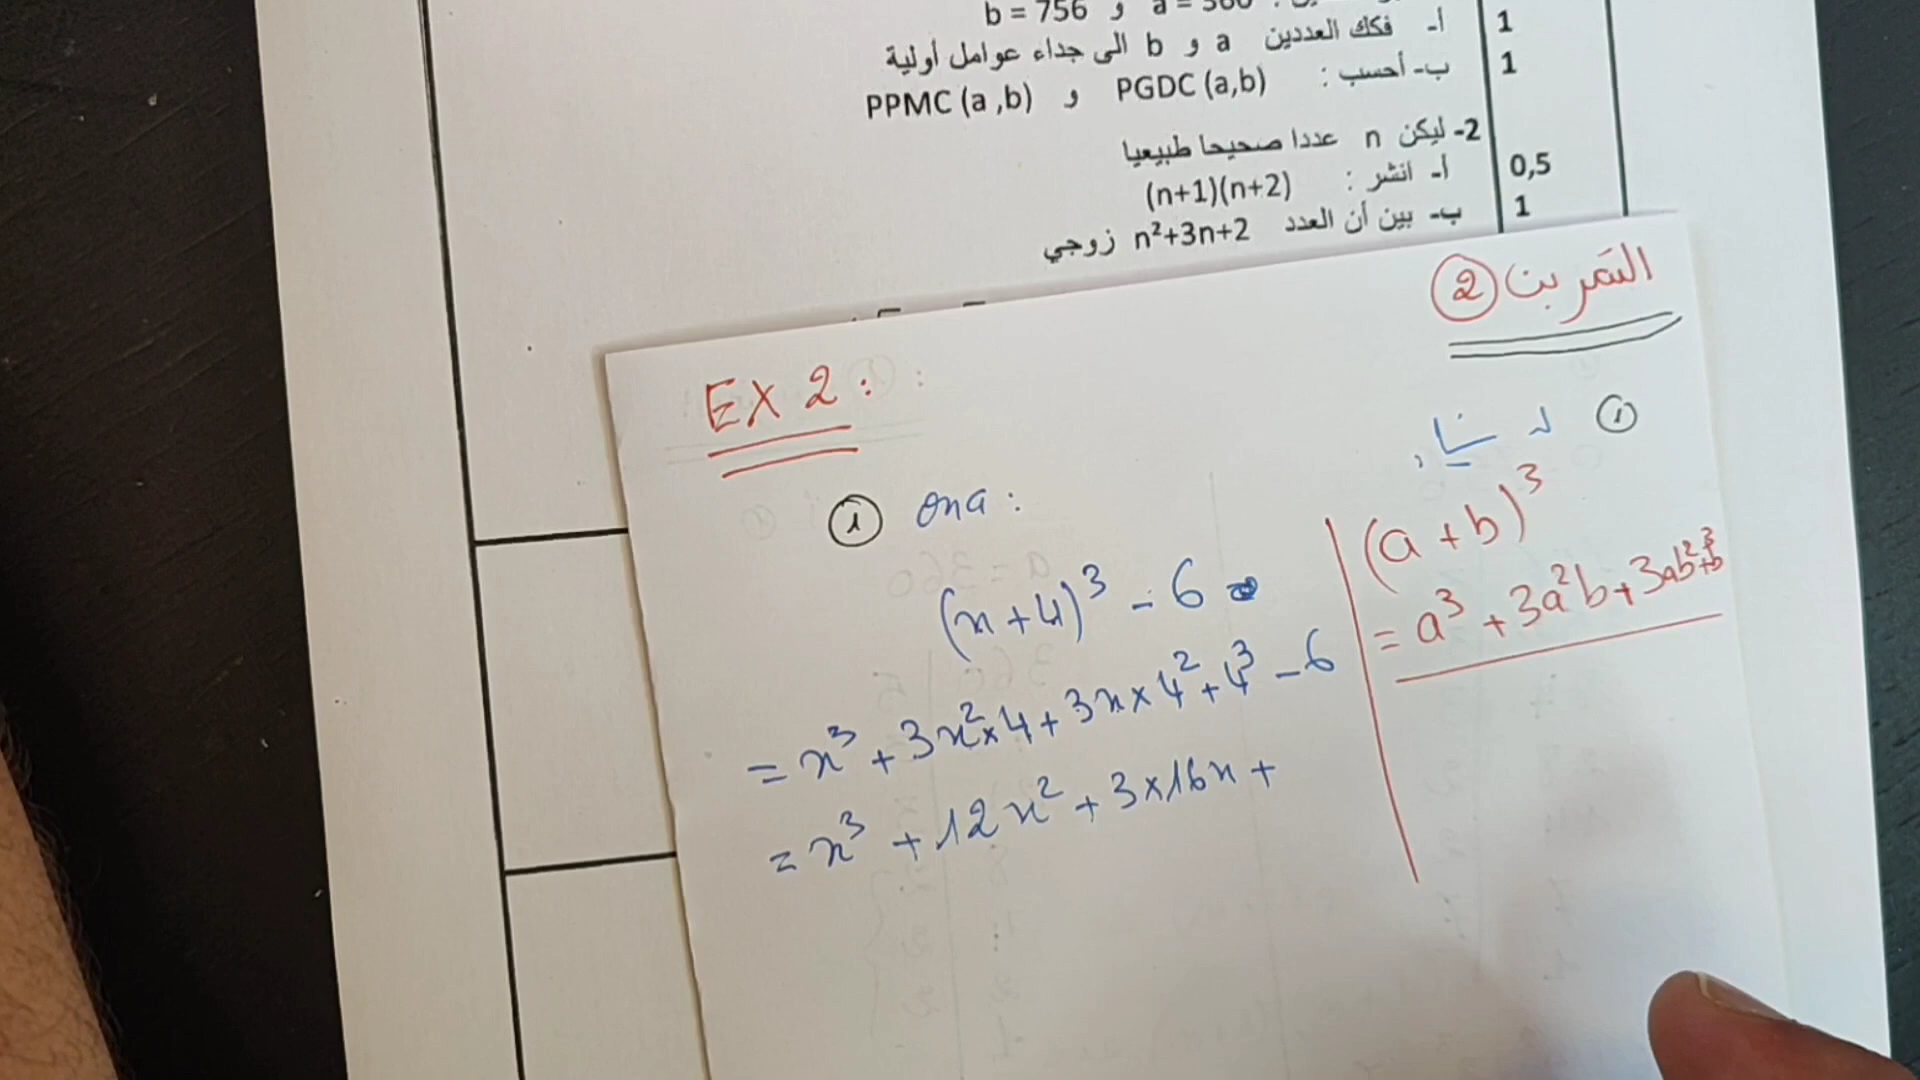 b = 756 و a = 360
أ- فكك العددين a و b الى جداء عوامل أولية
1
ب- أحسب : PGDC (a,b) و PPMC (a ,b)
1
2- ليكن n عددا صحيحا طبيعيا
أ- انشر : (n+1)(n+2)
0,5
ب- بين أن العدد n²+3n+2 زوجي
1
التمرين ②
EX 2 :
① لدينا
① ona :
(a + b)³
= a³ + 3a²b + 3ab² + b³
(x + 4)³ - 6 =
= x³ + 3x² × 4 + 3x × 4² + 4³ - 6
= x³ + 12x² + 3×16x +